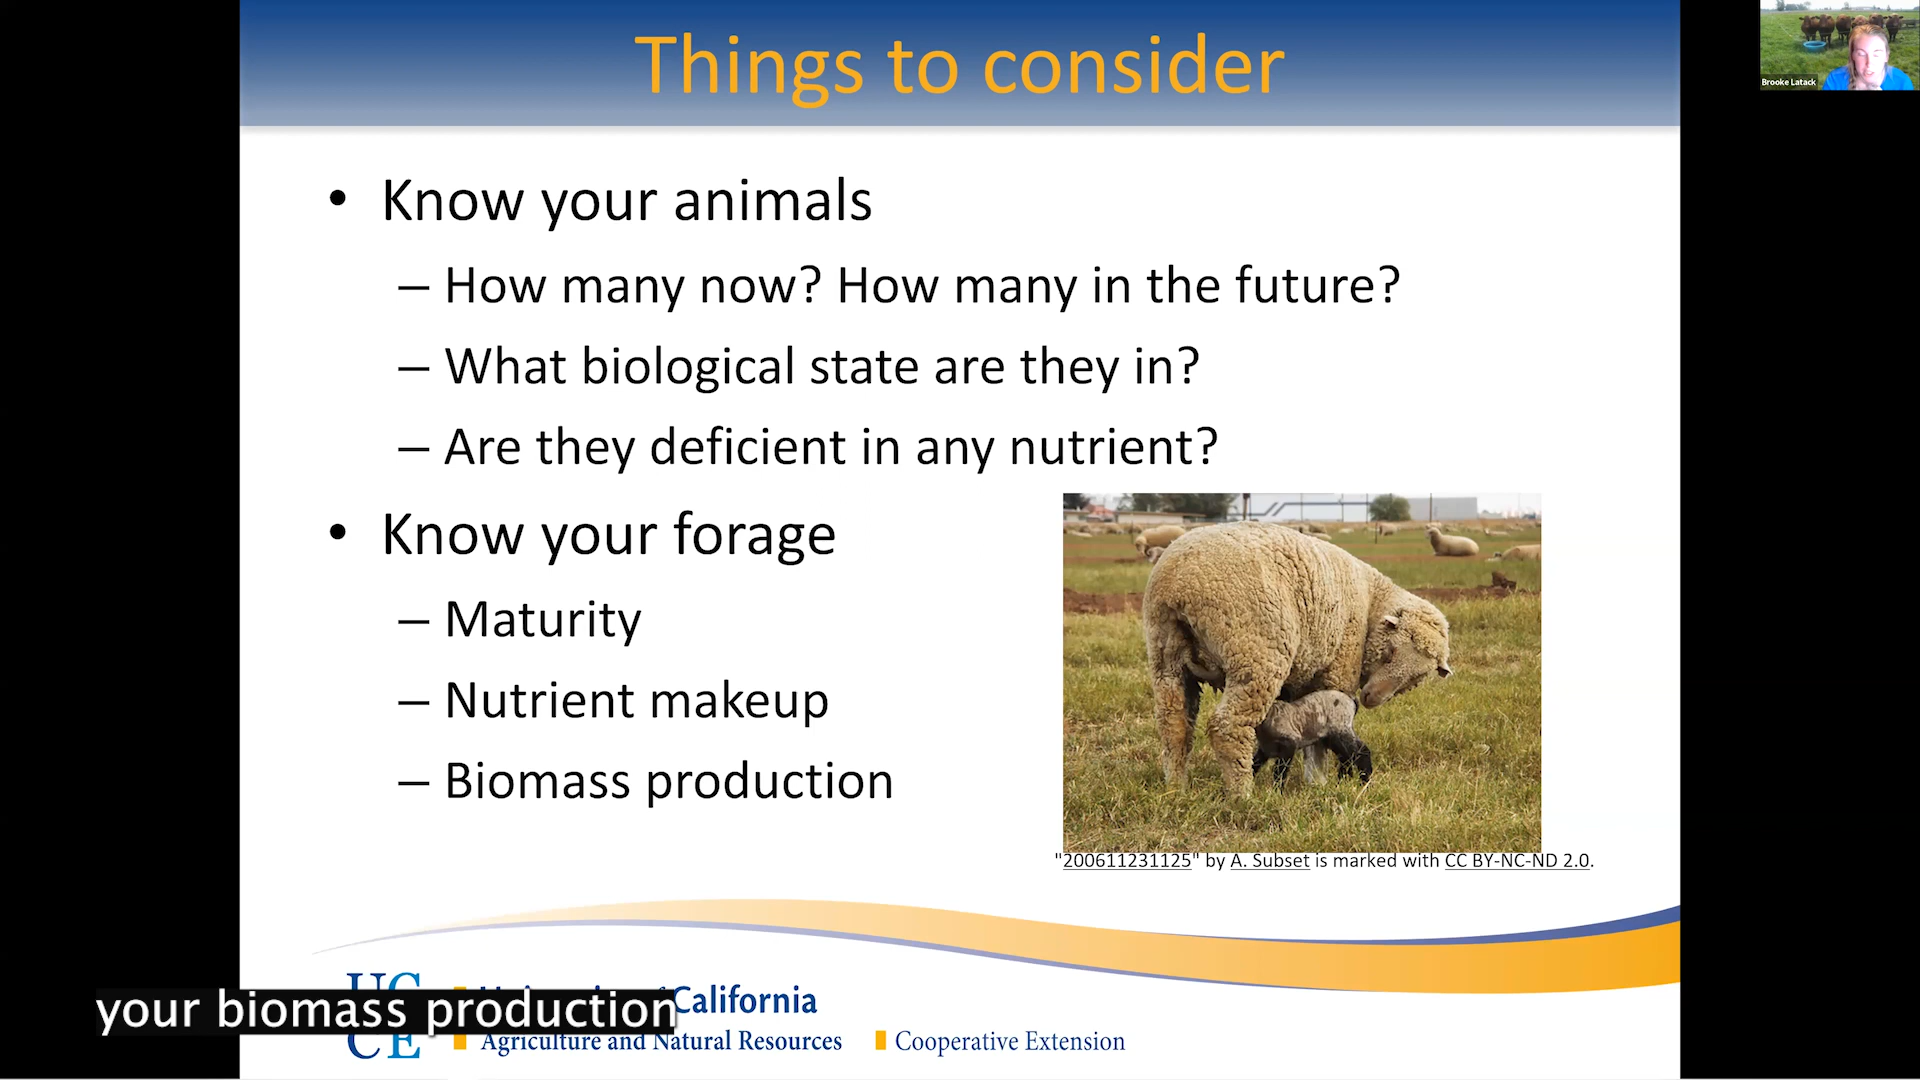 Things to consider
Brooke Latack
• Know your animals
– How many now? How many in the future?
– What biological state are they in?
– Are they deficient in any nutrient?
• Know your forage
– Maturity
– Nutrient makeup
– Biomass production
"200611231125" by A. Subset is marked with CC BY-NC-ND 2.0.
UC
CE
California
Agriculture and Natural Resources
Cooperative Extension
your biomass production